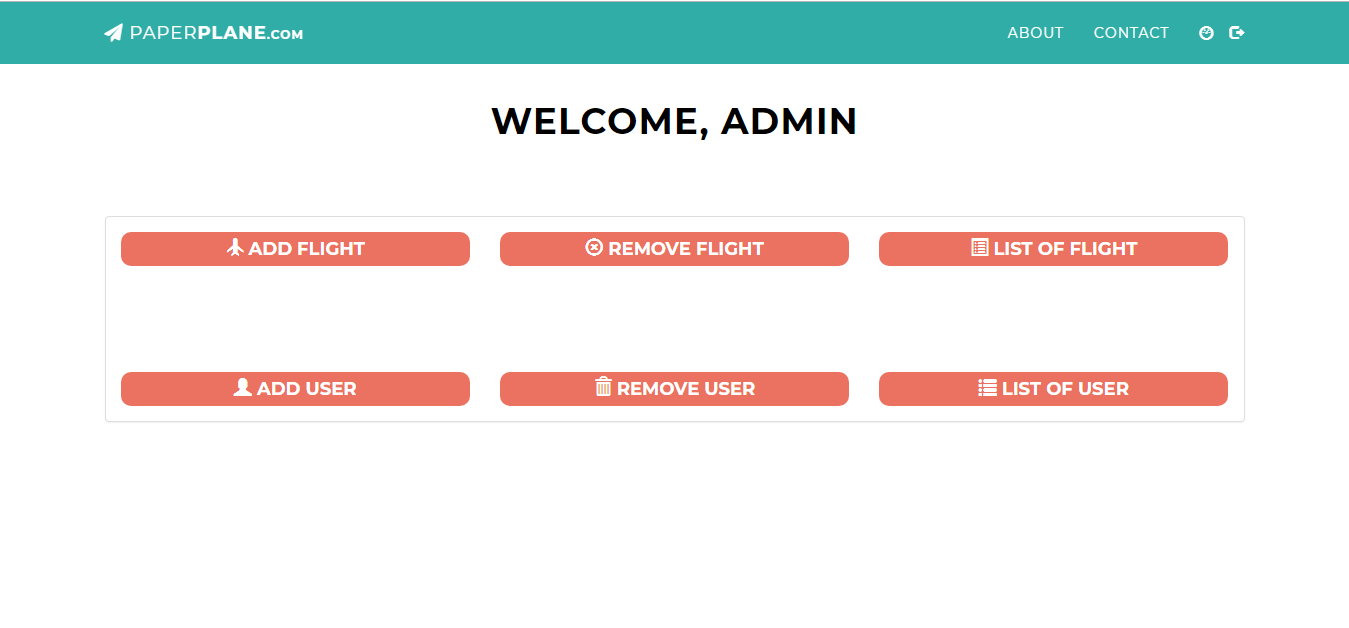 PAPERPLANE.COM ABOUT CONTACT
WELCOME, ADMIN
ADD FLIGHT REMOVE FLIGHT LIST OF FLIGHT
ADD USER REMOVE USER LIST OF USER